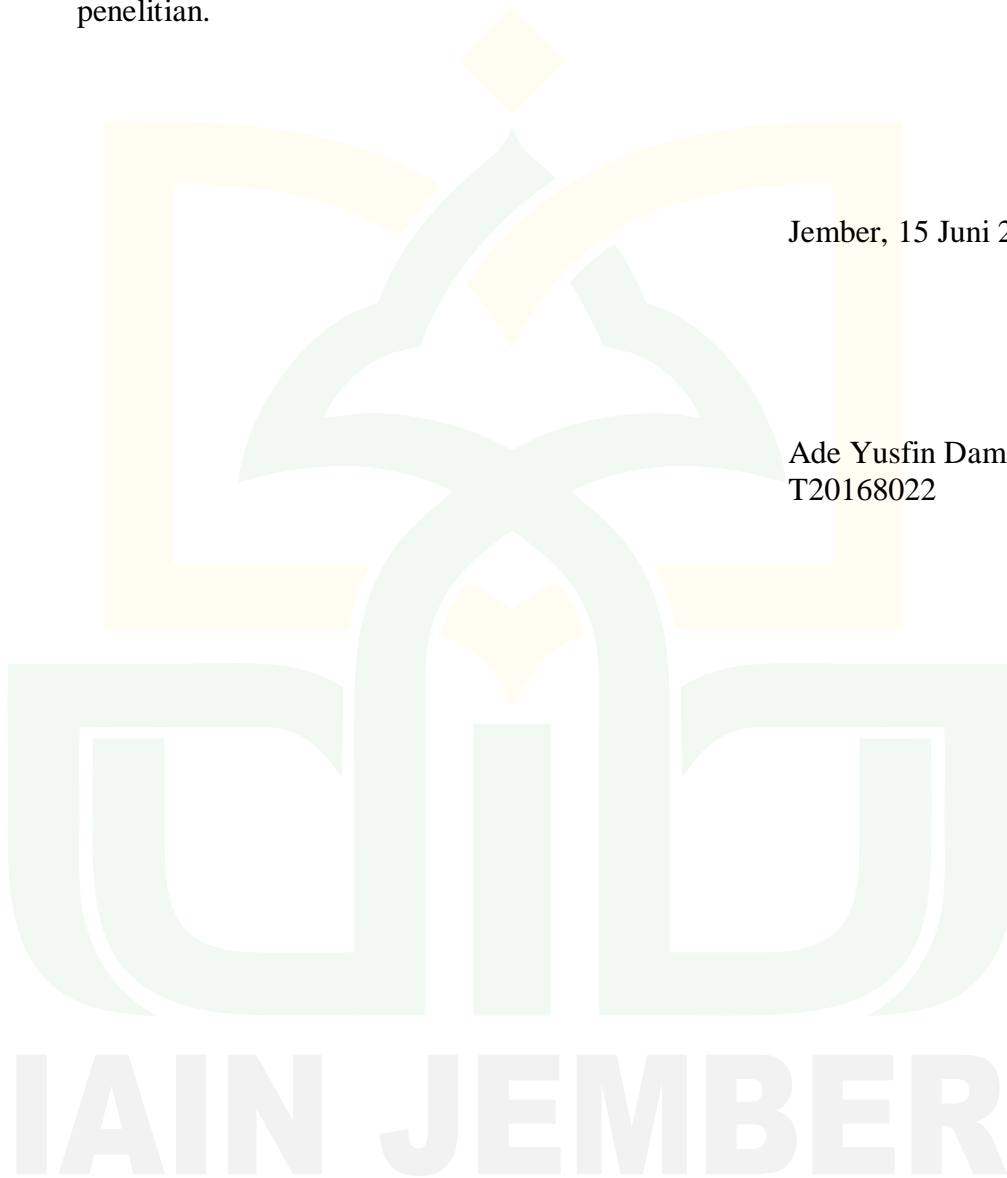 penelitian.
Jember, 15 Juni 2
Ade Yusfin Dam
T20168022
IAIN JEMBER